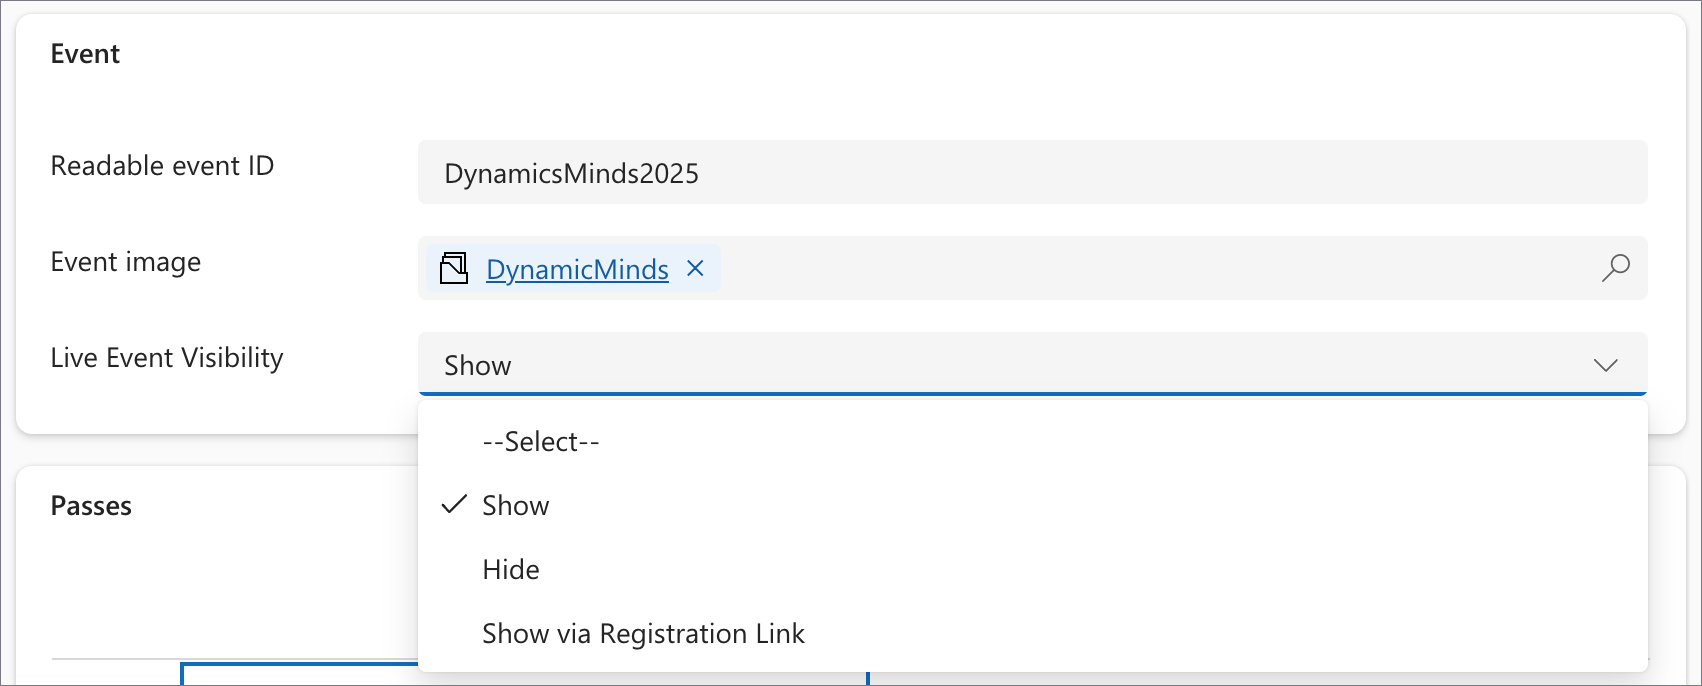 Event
Readable event ID
DynamicsMinds2025
Event image
DynamicMinds
Live Event Visibility
Show
--Select--
Show
Hide
Show via Registration Link
Passes